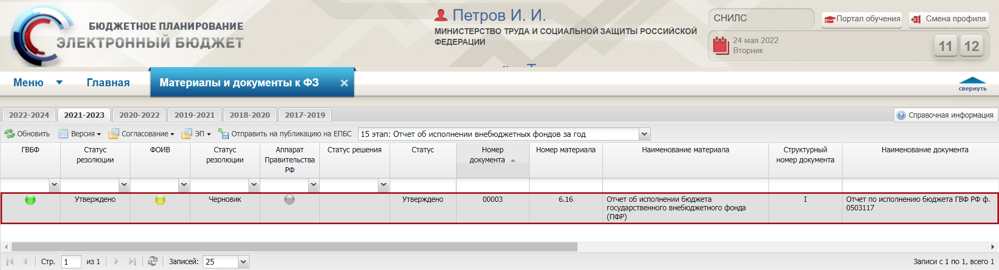 БЮДЖЕТНОЕ ПЛАНИРОВАНИЕ
ЭЛЕКТРОННЫЙ БЮДЖЕТ
Петров И. И.
МИНИСТЕРСТВО ТРУДА И СОЦИАЛЬНОЙ ЗАЩИТЫ РОССИЙСКОЙ
ФЕДЕРАЦИИ
СНИЛС
Портал обучения
Смена профиля
24 мая 2022
Вторник
11 12
Меню
Главная
Материалы и документы к ФЗ
свернуть
2022-2024
2021-2023
2020-2022
2019-2021
2018-2020
2017-2019
Справочная информация
Обновить
Версия
Согласование
ЭП
Отправить на публикацию на ЕПБС
15 этап: Отчет об исполнении внебюджетных фондов за год
ГВБФ
Статус
резолюции
ФОИВ
Статус
резолюции
Аппарат
Правительства
РФ
Статус решения
Статус
Номер
документа
Номер материала
Наименование материала
Структурный
номер документа
Наименование документа
Утверждено
Черновик
Утверждено
00003
6.16
Отчет об исполнении бюджета
государственного внебюджетного фонда
(ПФР)
I
Отчет по исполнению бюджета ГВФ РФ ф.
0503117
Стр.
1
из 1
Записей:
25
Записи с 1 по 1, всего 1